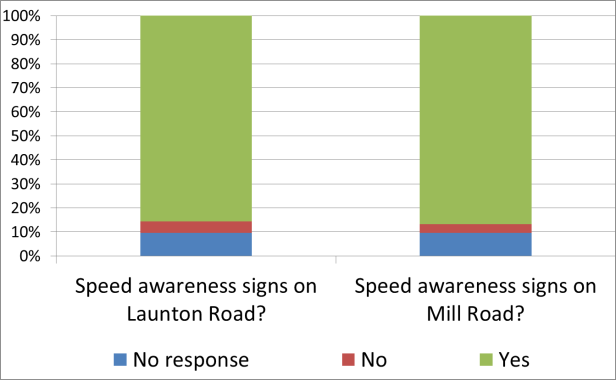 100%
90%
80%
70%
60%
50%
40%
30%
20%
10%
0%
Speed awareness signs on
Launton Road?
Speed awareness signs on
Mill Road?
No response
No
Yes